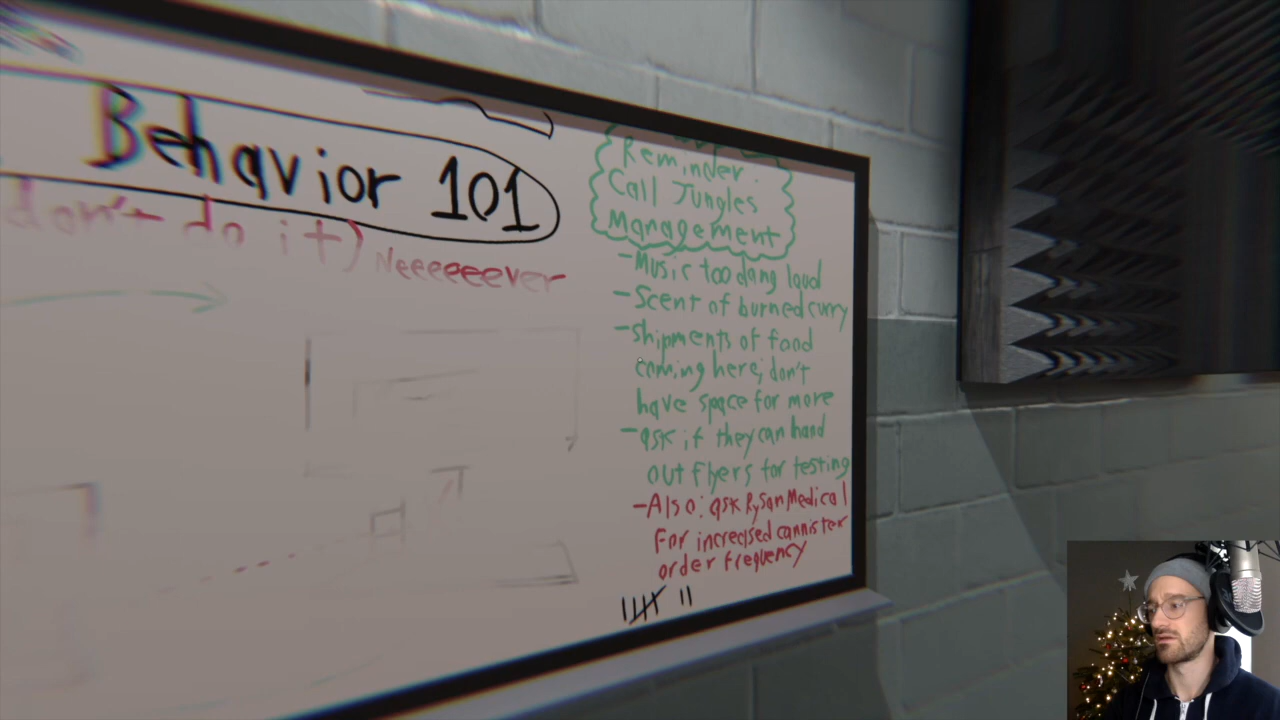 Behavior 101
don't do it) Neeeeeever
Reminder:
Call Jungles
Management
-Music too dang loud
-Scent of burned curry
-shipments of food
coming here; don't
have space for more
-ask if they can hand
out flyers for testing
-Also: ask Rysan Medical
For increased cannister
order frequency